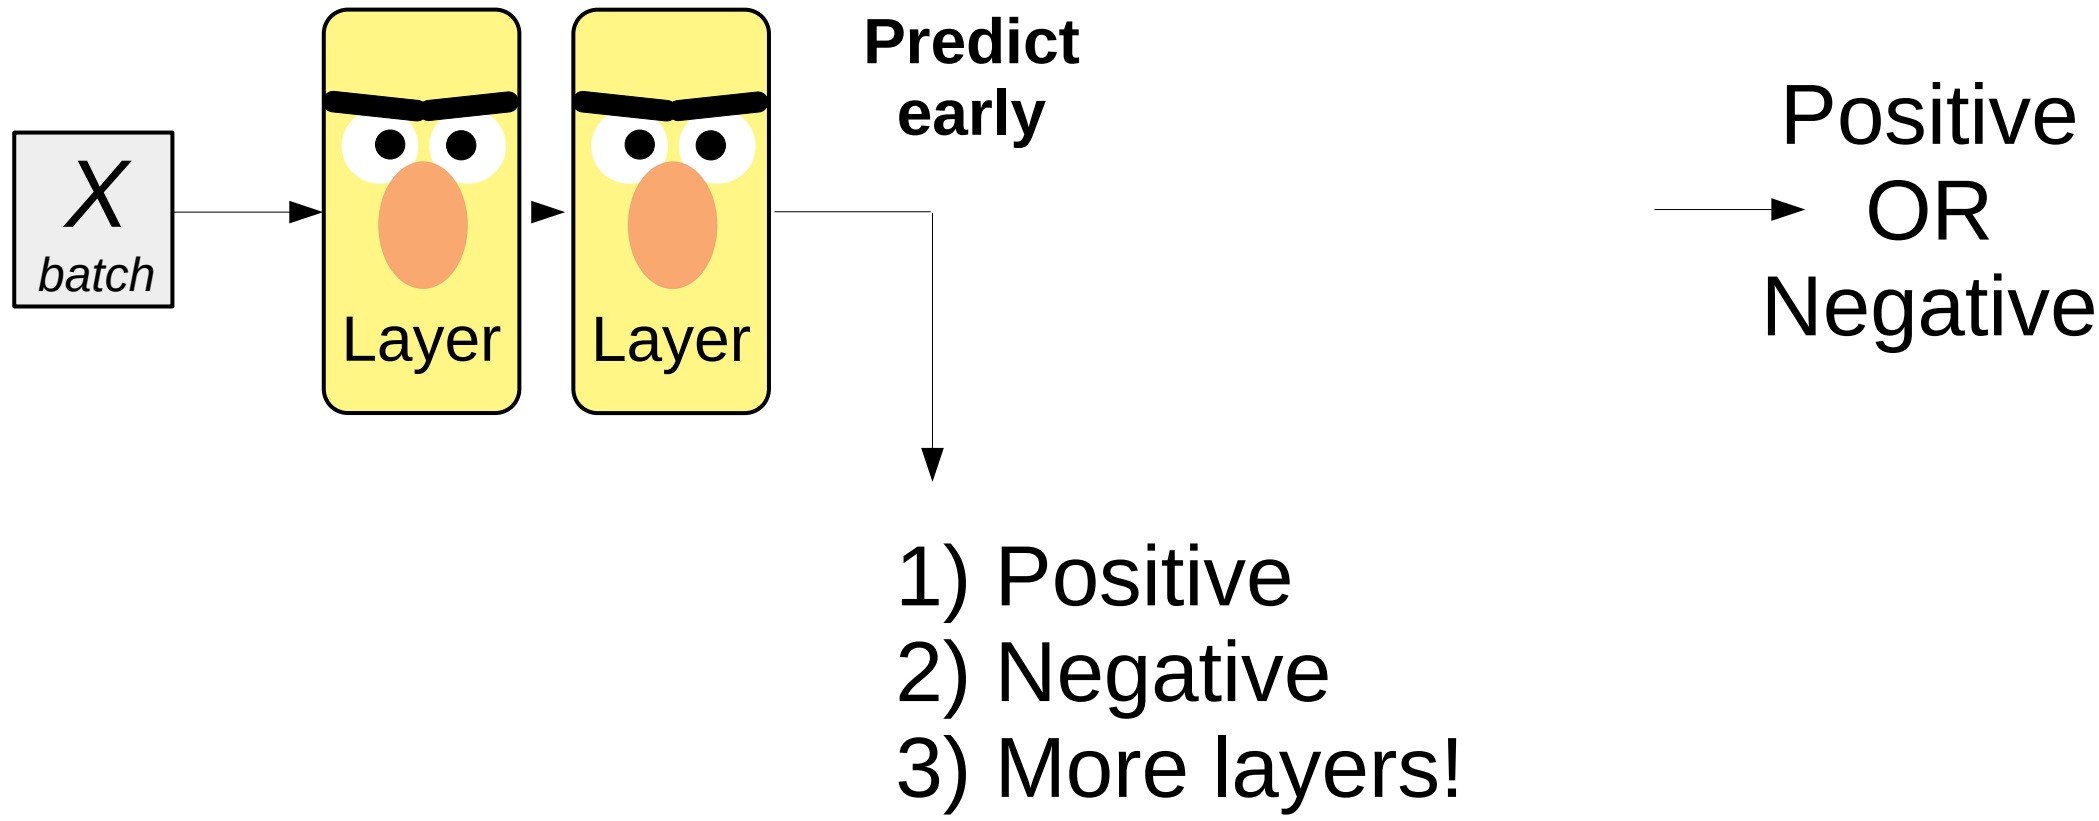 X
batch
Layer
Layer
Predict
early
Positive
OR
Negative
1) Positive
2) Negative
3) More layers!